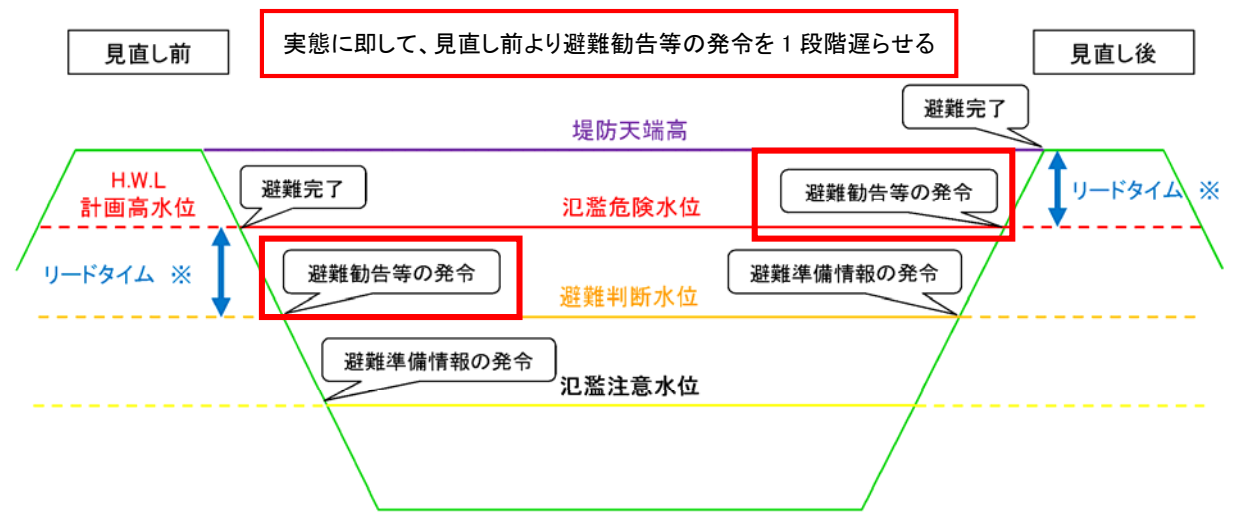 見直し前
実態に即して、見直し前より避難勧告等の発令を1段階遅らせる
見直し後
避難完了
堤防天端高
H.W.L
計画高水位
避難完了
氾濫危険水位
避難勧告等の発令
リードタイム ※
リードタイム ※
避難勧告等の発令
避難判断水位
避難準備情報の発令
避難準備情報の発令
氾濫注意水位